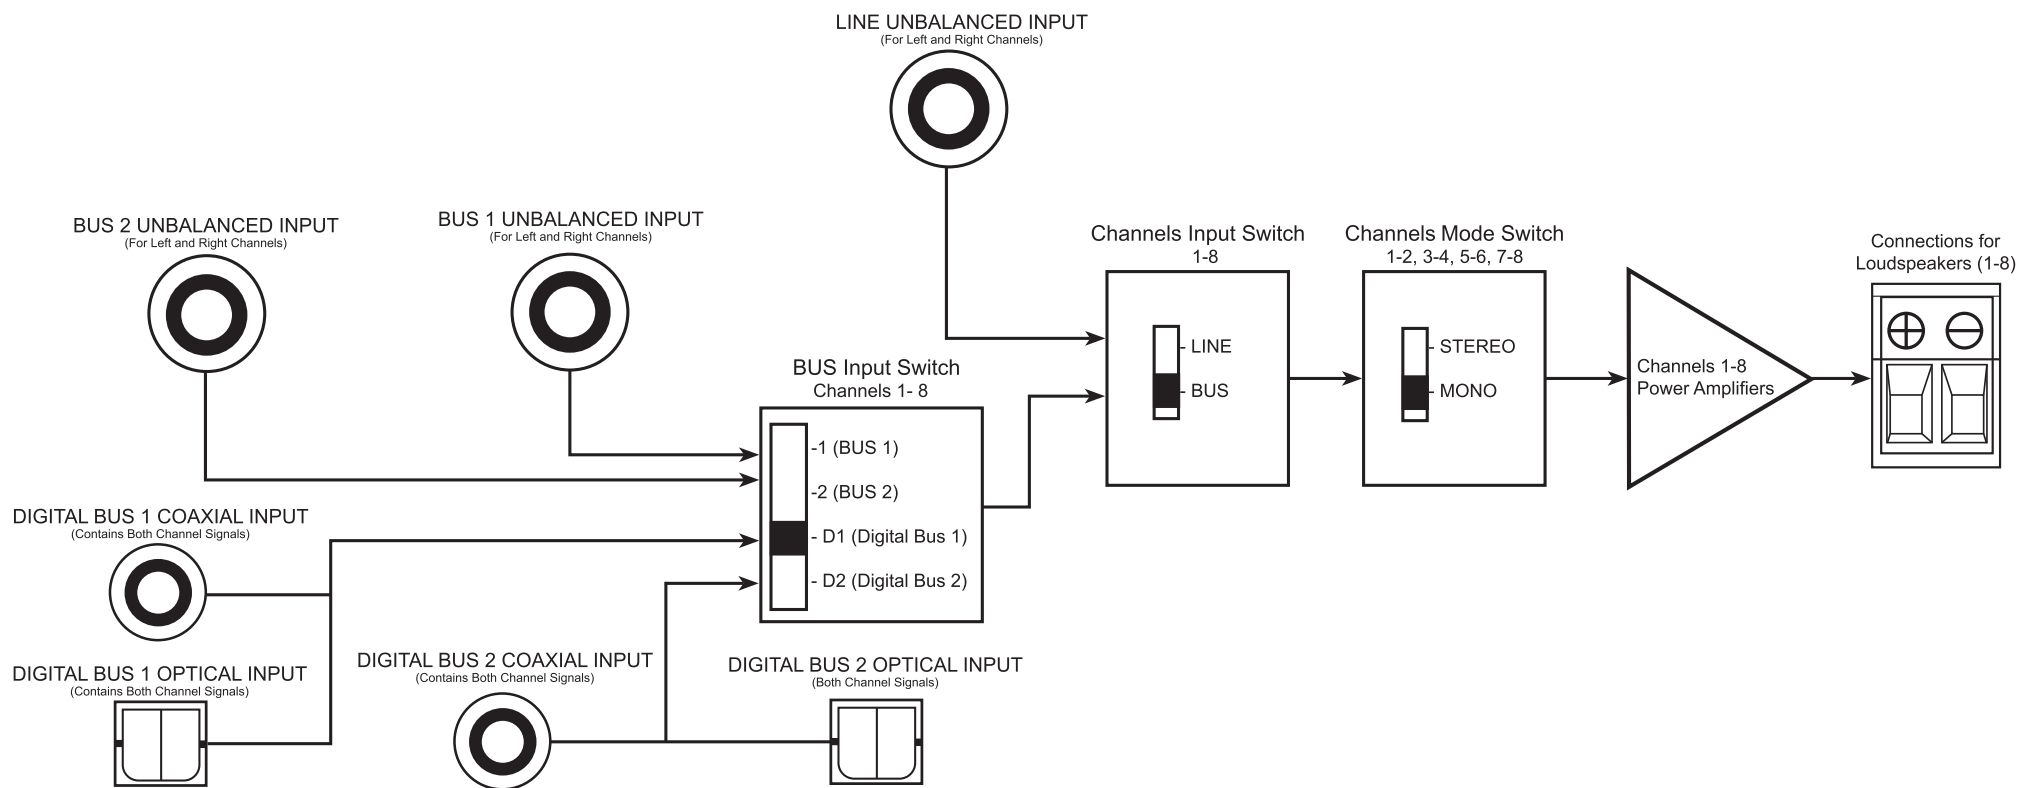 LINE UNBALANCED INPUT
(For Left and Right Channels)
BUS 2 UNBALANCED INPUT
(For Left and Right Channels)
BUS 1 UNBALANCED INPUT
(For Left and Right Channels)
Channels Input Switch
1-8
- LINE
- BUS
Channels Mode Switch
1-2, 3-4, 5-6, 7-8
- STEREO
- MONO
Channels 1-8
Power Amplifiers
Connections for
Loudspeakers (1-8)
BUS Input Switch
Channels 1- 8
-1 (BUS 1)
-2 (BUS 2)
- D1 (Digital Bus 1)
- D2 (Digital Bus 2)
DIGITAL BUS 1 COAXIAL INPUT
(Contains Both Channel Signals)
DIGITAL BUS 1 OPTICAL INPUT
(Contains Both Channel Signals)
DIGITAL BUS 2 COAXIAL INPUT
(Contains Both Channel Signals)
DIGITAL BUS 2 OPTICAL INPUT
(Both Channel Signals)